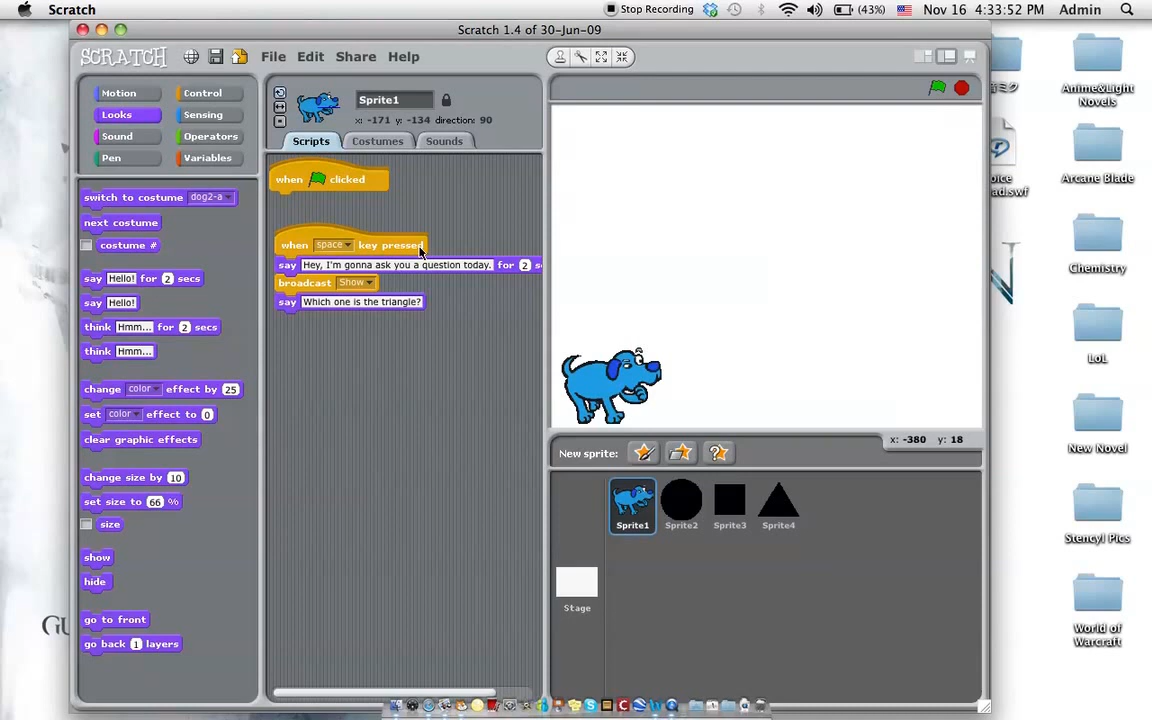 Scratch
Stop Recording
(43%)
Nov 16 4:33:52 PM
Admin
Scratch 1.4 of 30-Jun-09
SCRATCH
File
Edit
Share
Help
Motion
Control
Looks
Sensing
Sound
Operators
Pen
Variables
Sprite1
x: -171 y: -134 direction: 90
Scripts
Costumes
Sounds
switch to costume dog2-a
next costume
costume #
say Hello! for 2 secs
say Hello!
think Hmm... for 2 secs
think Hmm...
change color effect by 25
set color effect to 0
clear graphic effects
change size by 10
set size to 66 %
size
show
hide
go to front
go back 1 layers
when clicked
when space key pressed
say Hey, I'm gonna ask you a question today. for 2 s
broadcast Show
say Which one is the triangle?
x: -380 y: 18
New sprite:
Sprite1
Sprite2
Sprite3
Sprite4
Stage
Anime&Light
Novels
.swf
Arcane Blade
Chemistry
LoL
New Novel
Stencyl Pics
World of
Warcraft